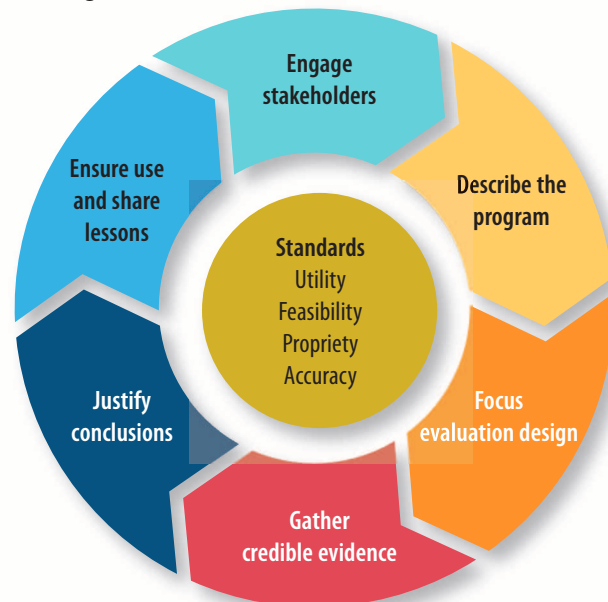 Engage
stakeholders
Describe the
program
Focus
evaluation design
Gather
credible evidence
Justify
conclusions
Ensure use
and share
lessons
Standards
Utility
Feasibility
Propriety
Accuracy